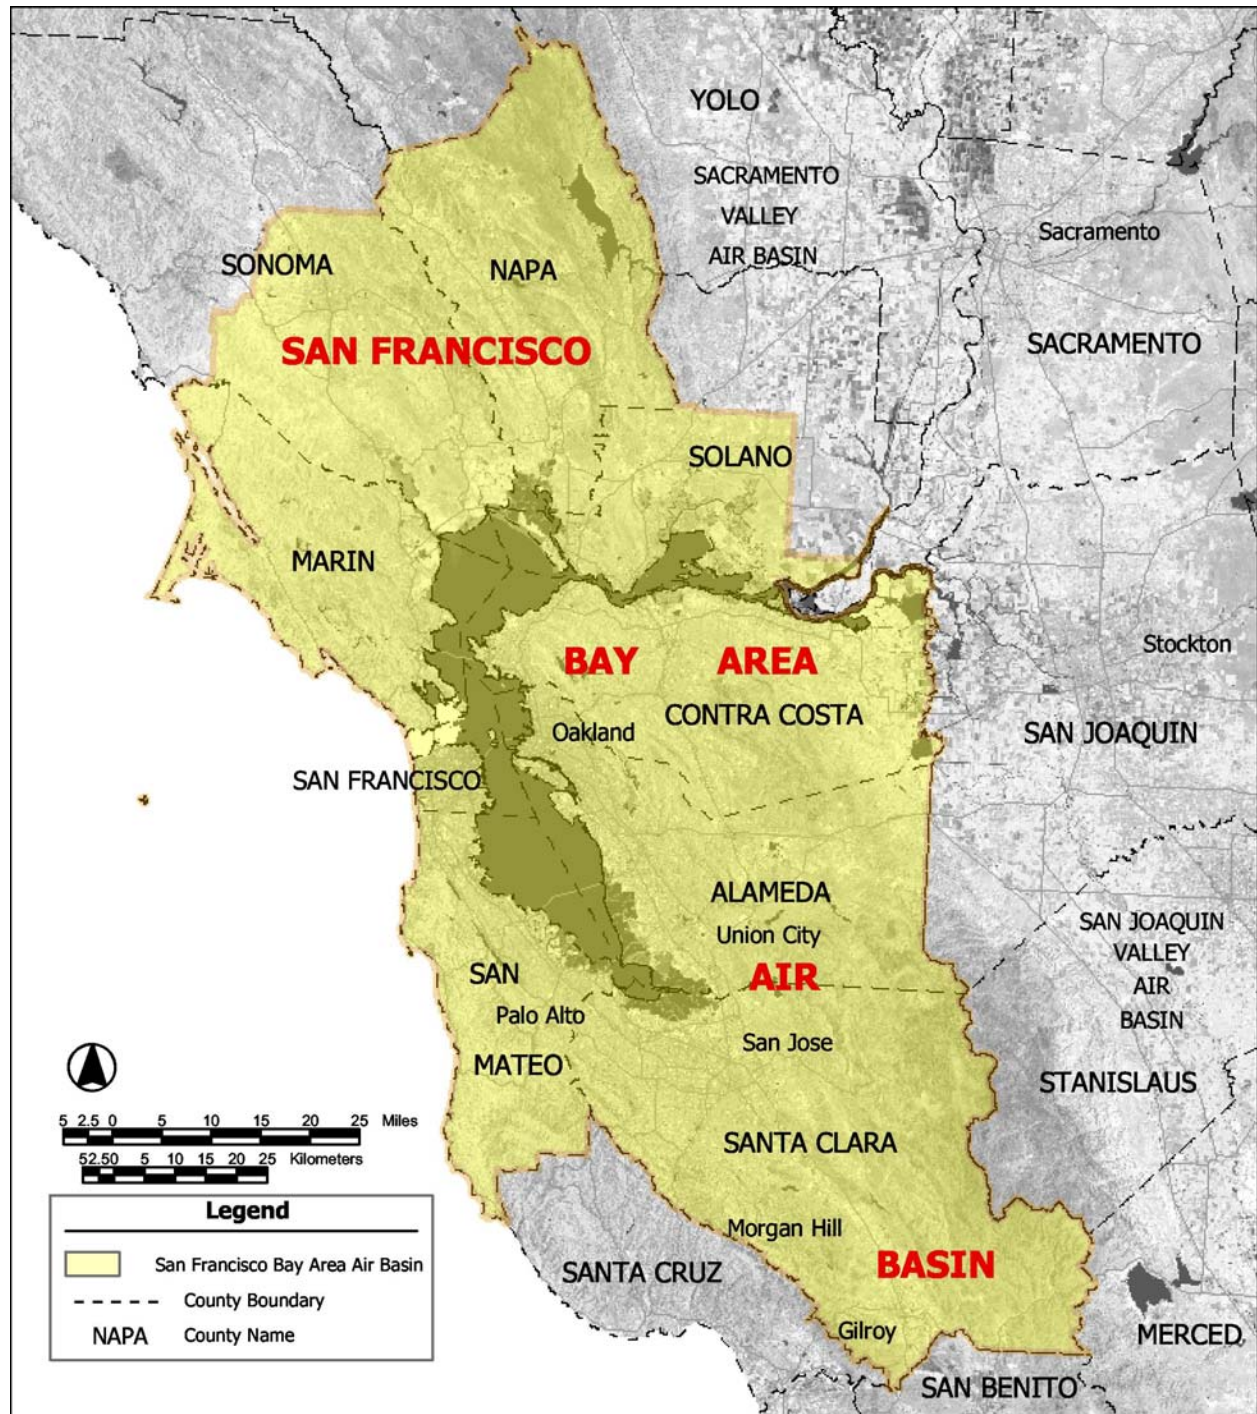 YOLO
SACRAMENTO
VALLEY
AIR BASIN
Sacramento
SONOMA
NAPA
SAN FRANCISCO
SACRAMENTO
SOLANO
MARIN
BAY AREA
Stockton
CONTRA COSTA
Oakland
SAN JOAQUIN
SAN FRANCISCO
ALAMEDA
Union City
SAN JOAQUIN
VALLEY
AIR
BASIN
AIR
SAN
Palo Alto
MATEO
San Jose
STANISLAUS
5 2.5 0 5 10 15 20 25 Miles
52.50 5 10 15 20 25 Kilometers
SANTA CLARA
Morgan Hill
BASIN
SANTA CRUZ
Gilroy
MERCED
SAN BENITO
Legend
San Francisco Bay Area Air Basin
County Boundary
NAPA County Name